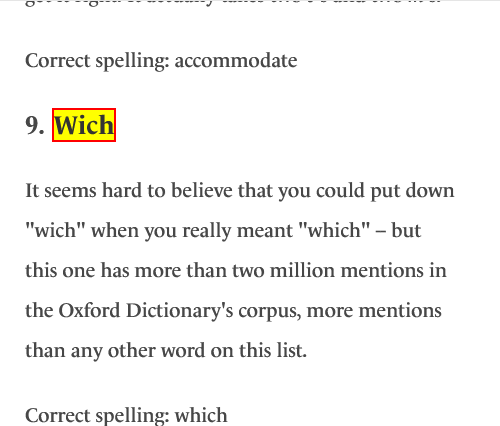 Correct spelling: accommodate
9. Wich
It seems hard to believe that you could put down
"wich" when you really meant "which" – but
this one has more than two million mentions in
the Oxford Dictionary's corpus, more mentions
than any other word on this list.
Correct spelling: which